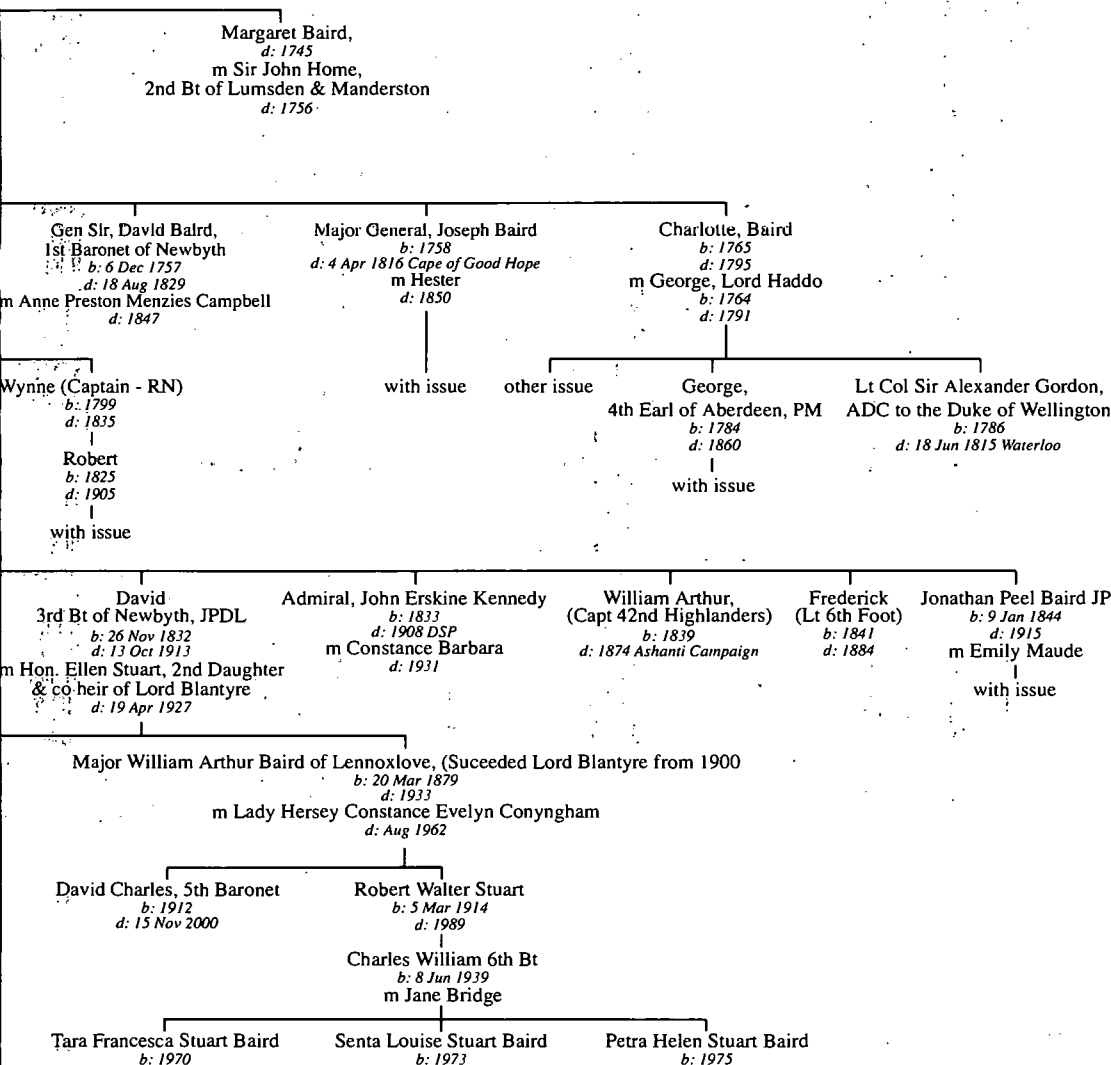 Margaret Baird,
d: 1745
m Sir John Home,
2nd Bt of Lumsden & Manderston
d: 1756
Gen Sir, David Baird,
1st Baronet of Newbyth
b: 6 Dec 1757
d: 18 Aug 1829
m Anne Preston Menzies Campbell
d: 1847
Major General, Joseph Baird
b: 1758
d: 4 Apr 1816 Cape of Good Hope
m Hester
d: 1850
Charlotte, Baird
b: 1765
d: 1795
m George, Lord Haddo
b: 1764
d: 1791
Wynne (Captain - RN)
b: 1799
d: 1835
Robert
b: 1825
d: 1905
with issue
with issue
other issue
George,
4th Earl of Aberdeen, PM
b: 1784
d: 1860
with issue
Lt Col Sir Alexander Gordon,
ADC to the Duke of Wellington
b: 1786
d: 18 Jun 1815 Waterloo
David
3rd Bt of Newbyth, JPDL
b: 26 Nov 1832
d: 13 Oct 1913
m Hon. Ellen Stuart, 2nd Daughter
& co heir of Lord Blantyre
d: 19 Apr 1927
Admiral, John Erskine Kennedy
b: 1833
d: 1908 DSP
m Constance Barbara
d: 1931
William Arthur,
(Capt 42nd Highlanders)
b: 1839
d: 1874 Ashanti Campaign
Frederick
(Lt 6th Foot)
b: 1841
d: 1884
Jonathan Peel Baird JP
b: 9 Jan 1844
d: 1915
m Emily Maude
with issue
Major William Arthur Baird of Lennoxlove, (Suceeded Lord Blantyre from 1900
b: 20 Mar 1879
d: 1933
m Lady Hersey Constance Evelyn Conyngham
d: Aug 1962
David Charles, 5th Baronet
b: 1912
d: 15 Nov 2000
Robert Walter Stuart
b: 5 Mar 1914
d: 1989
Charles William 6th Bt
b: 8 Jun 1939
m Jane Bridge
Tara Francesca Stuart Baird
b: 1970
Senta Louise Stuart Baird
b: 1973
Petra Helen Stuart Baird
b: 1975